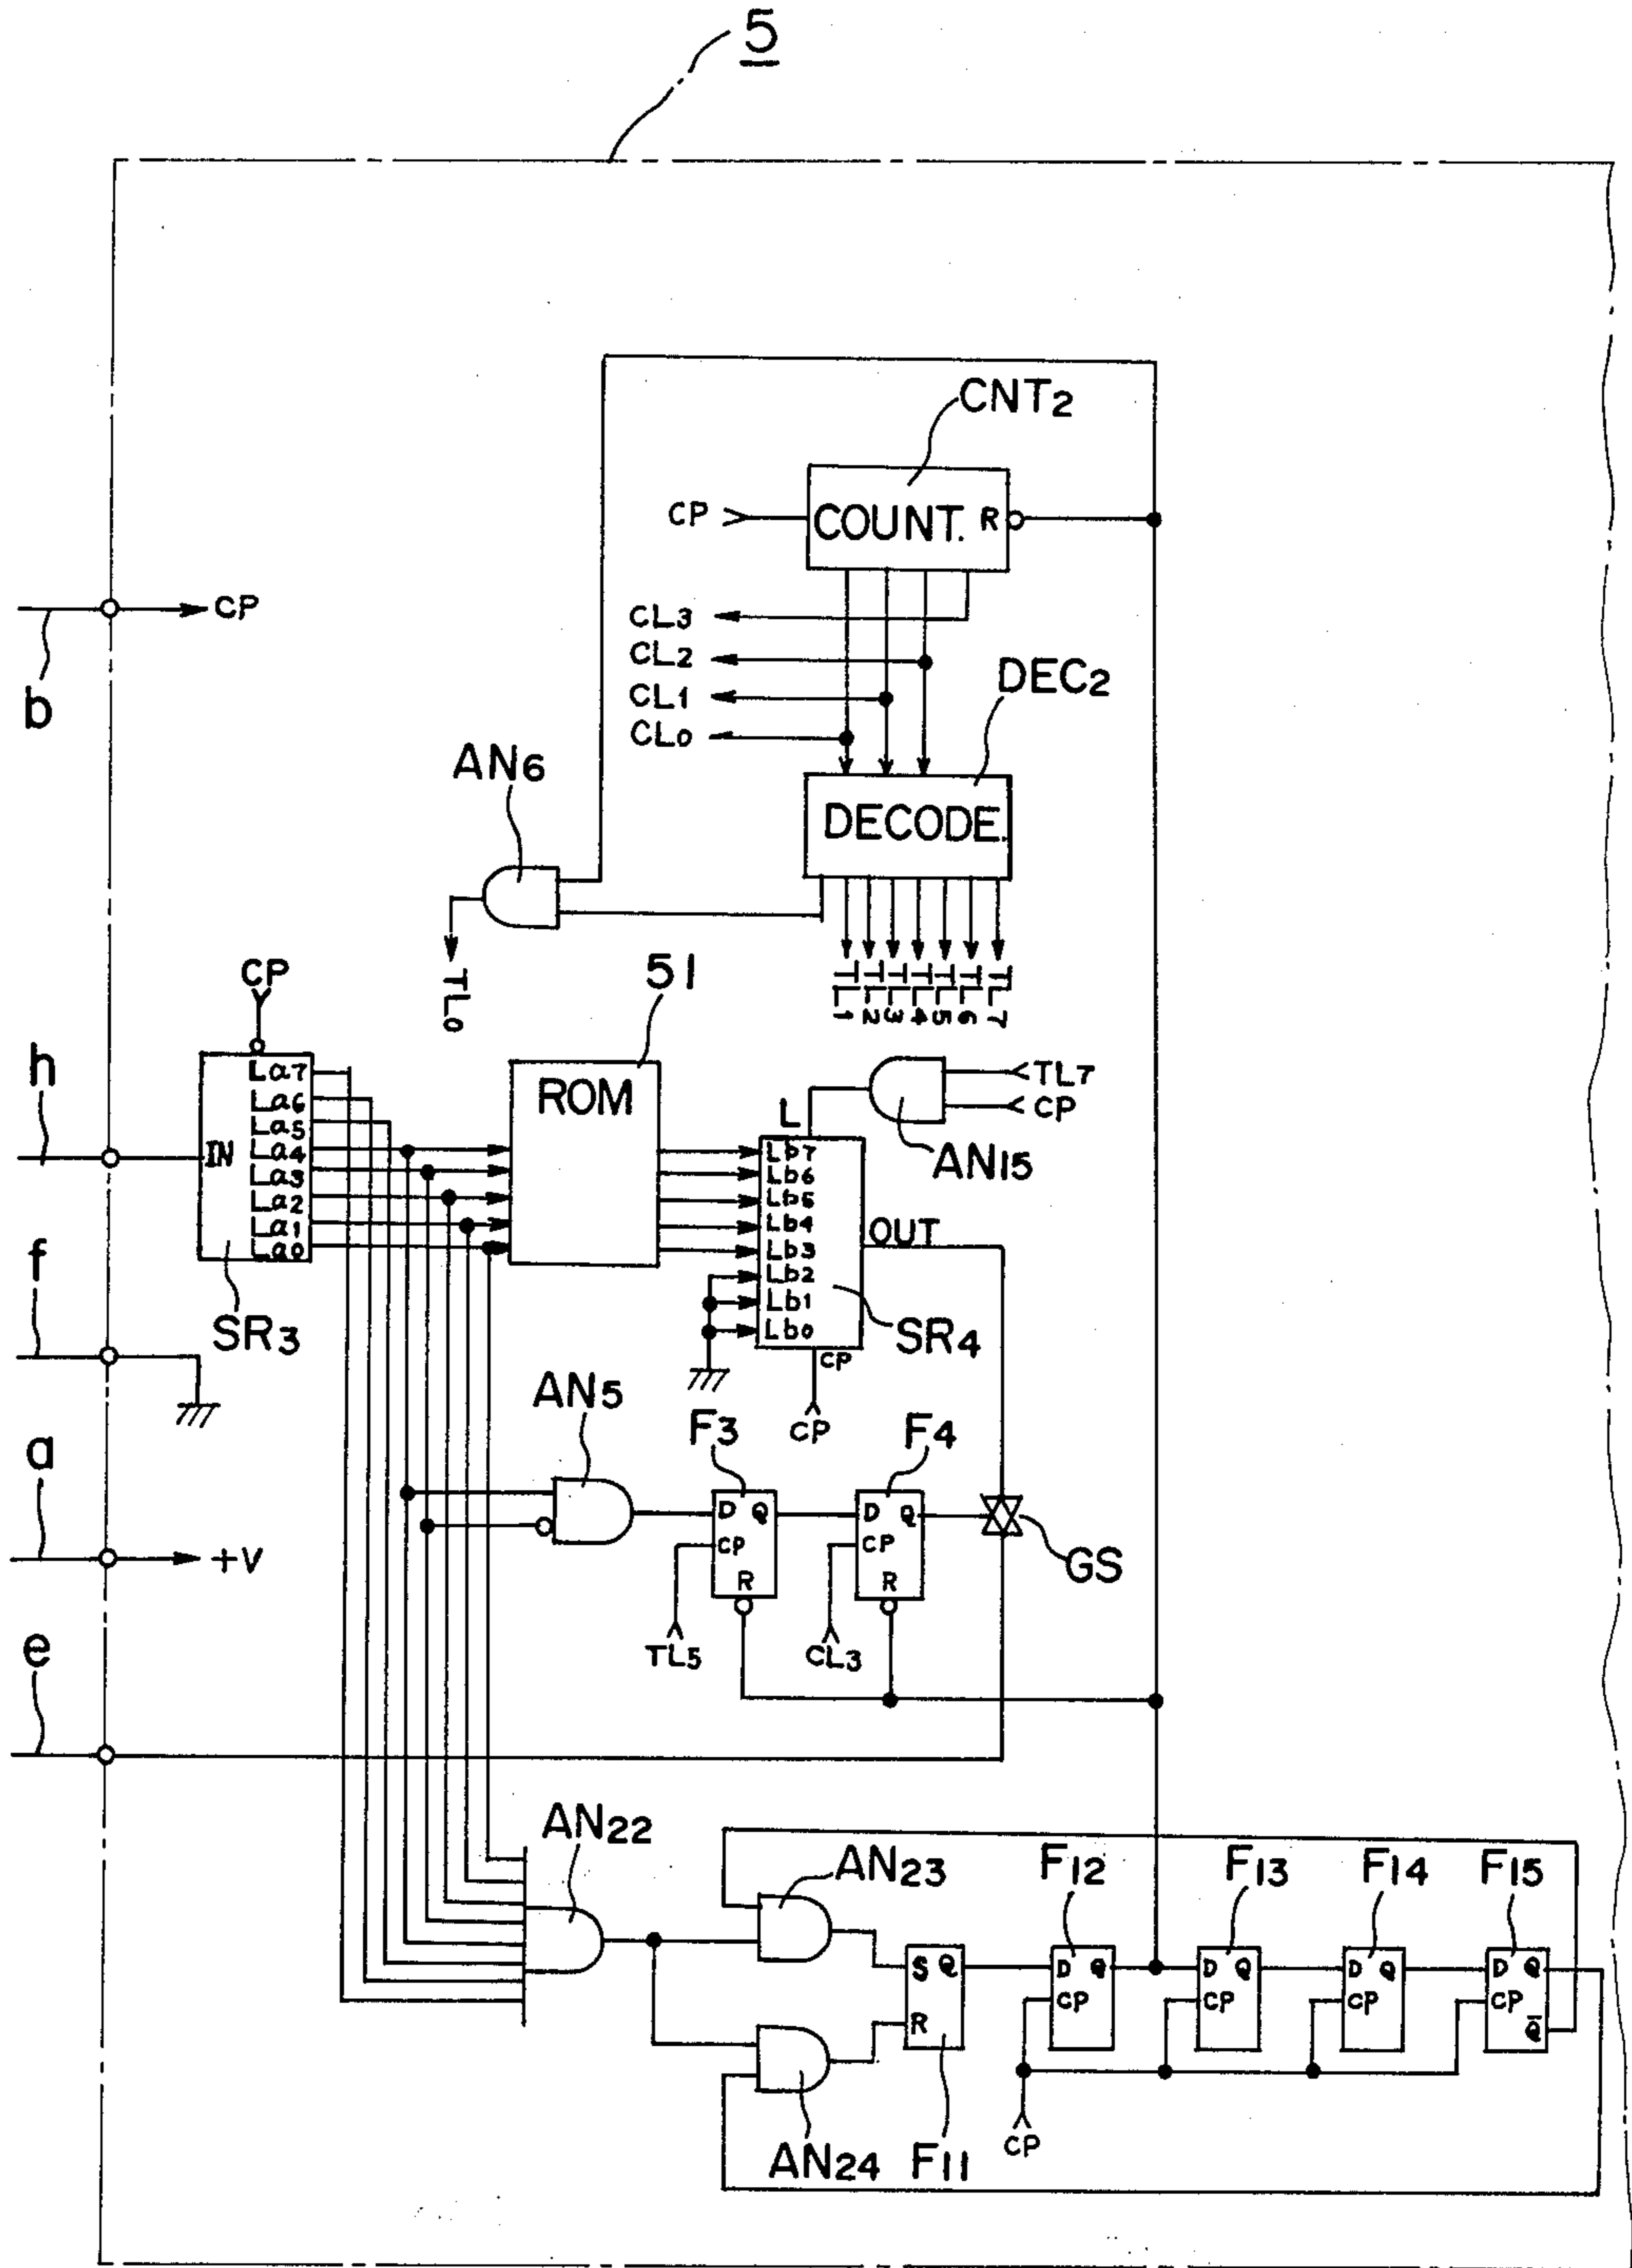 5
CNT2
CP
COUNT. R
CP
CL3
CL2
DEC2
CL1
CL0
b
AN6
DECODE.
51
CP
TL0
TL1 TL2 TL3 TL4 TL5 TL6 TL7
h
La7
La6
La5
La4
La3
La2
La1
La0
IN
ROM
TL7
CP
L
AN15
Lb7
Lb6
Lb5
Lb4
Lb3
Lb2
Lb1
Lb0
OUT
f
SR3
SR4
CP
CP
AN5
F3
F4
a
D Q
CP
R
D Q
CP
R
+V
GS
TL5
CL3
e
AN22
AN23
F12
F13
F14
F15
S Q
R
D Q
CP
D Q
CP
D Q
CP
D Q
CP
Q̄
CP
AN24
F11